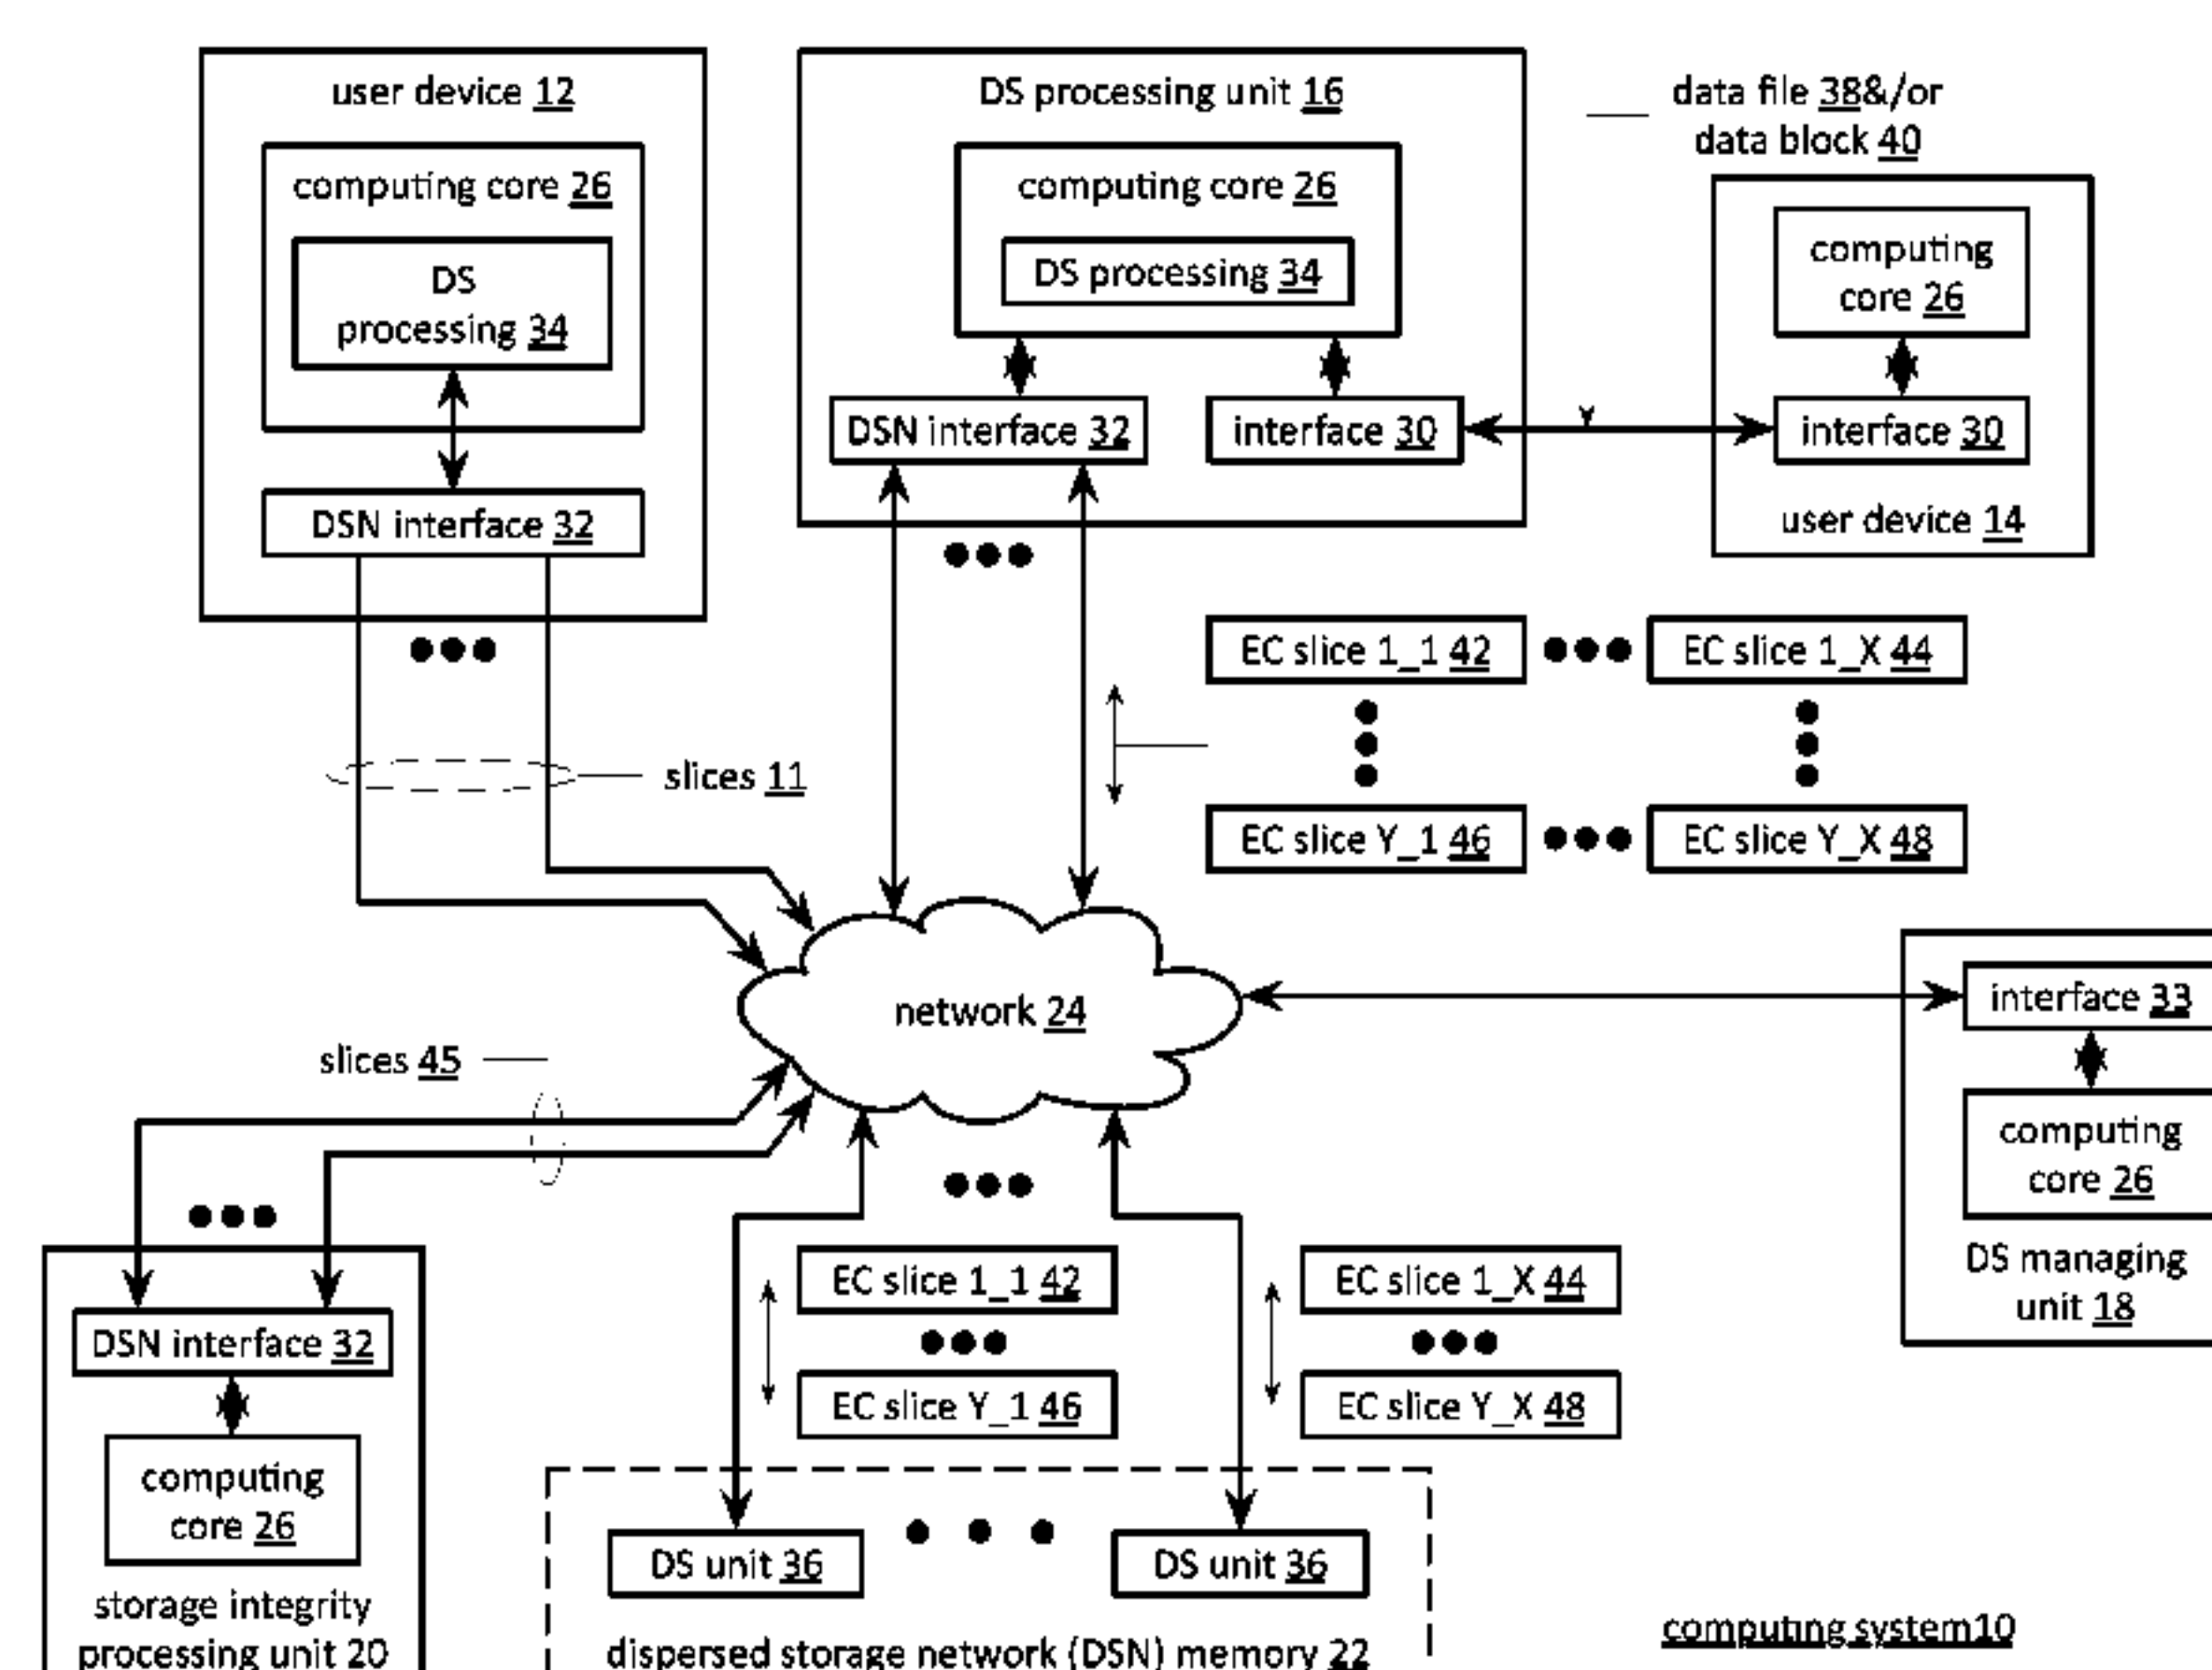 user device 12
computing core 26
DS
processing 34
DSN interface 32
DS processing unit 16
computing core 26
DS processing 34
DSN interface 32
interface 30
data file 38&/or
data block 40
computing
core 26
interface 30
user device 14
EC slice 1_1 42
EC slice 1_X 44
EC slice Y_1 46
EC slice Y_X 48
slices 11
network 24
interface 33
computing
core 26
DS managing
unit 18
slices 45
DSN interface 32
computing
core 26
storage integrity
processing unit 20
EC slice 1_1 42
EC slice Y_1 46
EC slice 1_X 44
EC slice Y_X 48
DS unit 36
DS unit 36
dispersed storage network (DSN) memory 22
computing system10